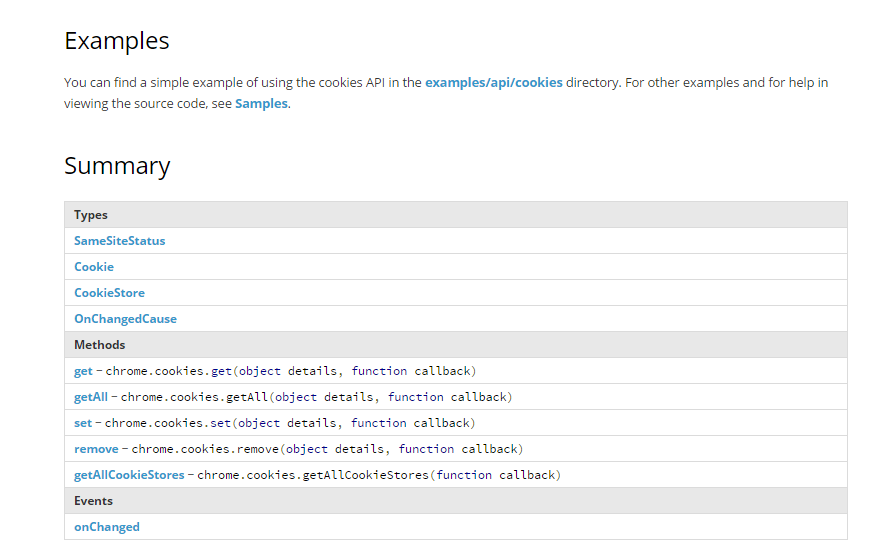 Examples
You can find a simple example of using the cookies API in the examples/api/cookies directory. For other examples and for help in
viewing the source code, see Samples.
Summary
Types
SameSiteStatus
Cookie
CookieStore
OnChangedCause
Methods
get − chrome.cookies.get(object details, function callback)
getAll − chrome.cookies.getAll(object details, function callback)
set − chrome.cookies.set(object details, function callback)
remove − chrome.cookies.remove(object details, function callback)
getAllCookieStores − chrome.cookies.getAllCookieStores(function callback)
Events
onChanged